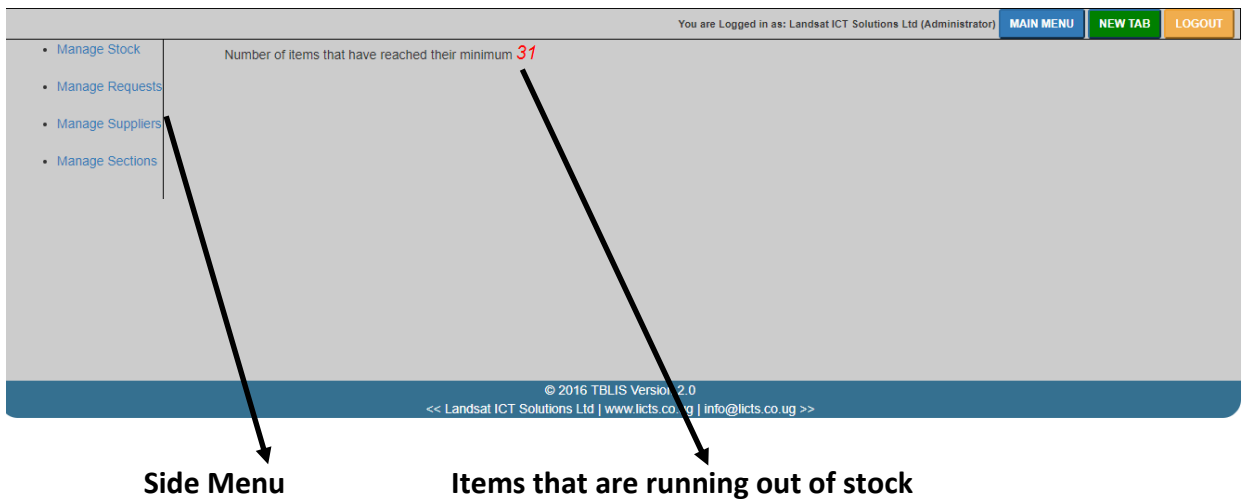 You are Logged in as: Landsat ICT Solutions Ltd (Administrator) MAIN MENU NEW TAB LOGOUT
• Manage Stock
Number of items that have reached their minimum 31
• Manage Requests
• Manage Suppliers
• Manage Sections
© 2016 TBLIS Version 2.0
<< Landsat ICT Solutions Ltd | www.licts.co.ug | info@licts.co.ug >>
Side Menu
Items that are running out of stock